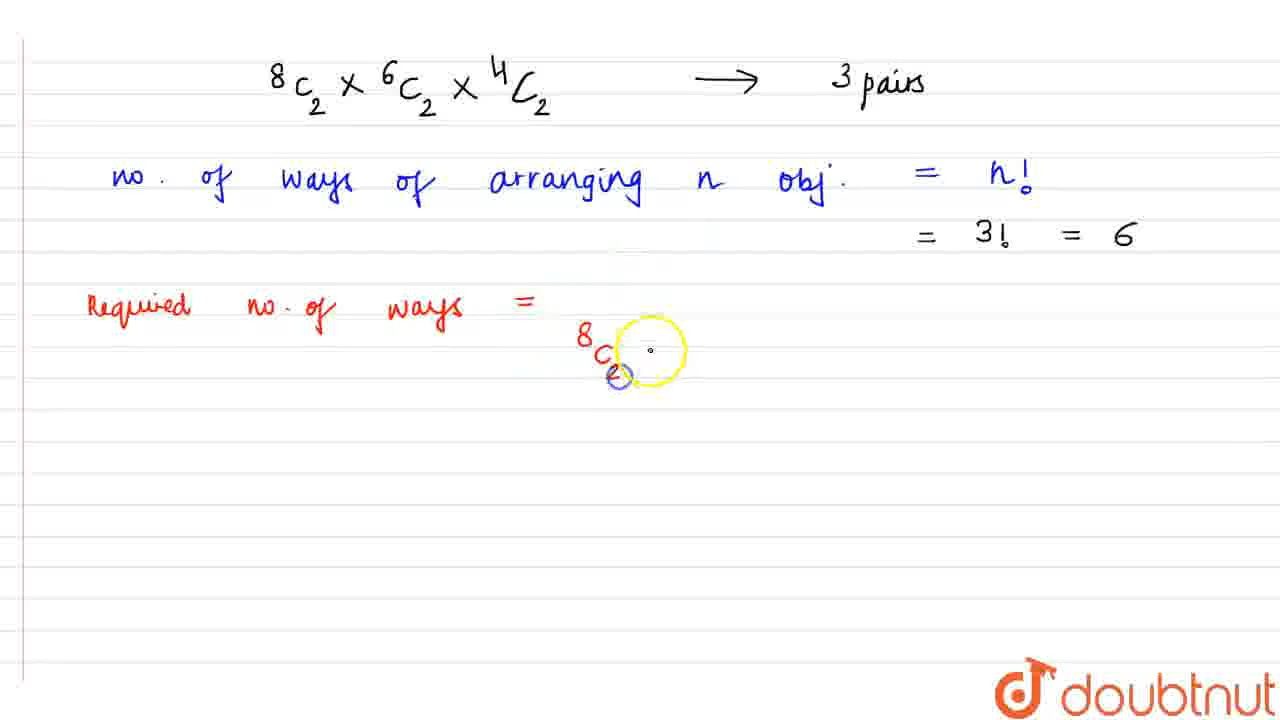 ⁸C₂ × ⁶C₂ × ⁴C₂ → 3 pairs
no. of ways of arranging n obj. = n!
= 3! = 6
Required no. of ways =
⁸C₂
doubtnut